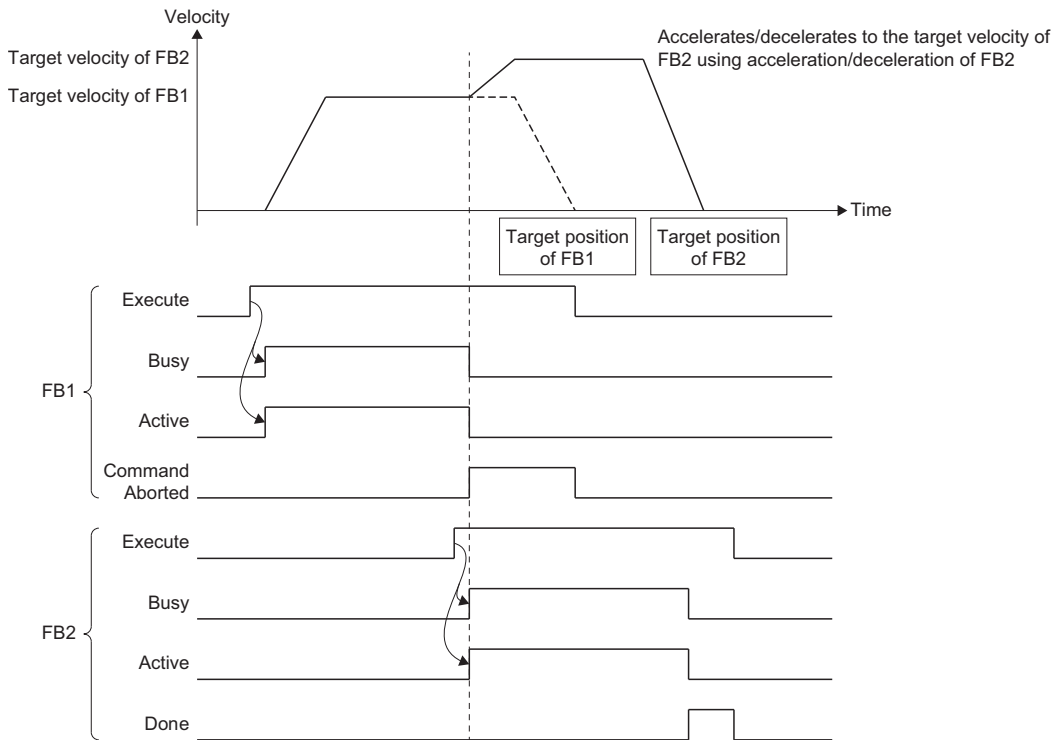 Velocity
Target velocity of FB2
Target velocity of FB1
Accelerates/decelerates to the target velocity of
FB2 using acceleration/deceleration of FB2
Time
Target position
of FB1
Target position
of FB2
FB1
Execute
Busy
Active
Command
Aborted
FB2
Execute
Busy
Active
Done